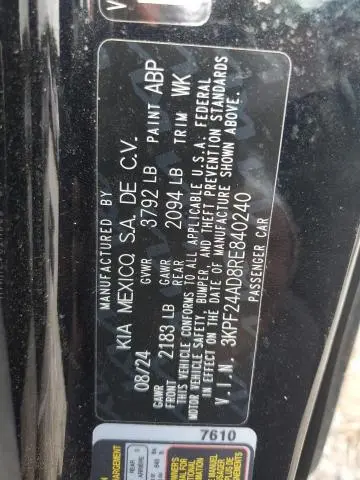 MANUFACTURED BY
KIA MEXICO, S.A. DE C.V.
08/24 GVWR 3792 LB PAINT ABP
GAWR FRONT 2183 LB GAWR REAR 2094 LB TRIM WK
THIS VEHICLE CONFORMS TO ALL APPLICABLE U.S.A. FEDERAL
MOTOR VEHICLE SAFETY, BUMPER, AND THEFT PREVENTION STANDARDS
IN EFFECT ON THE DATE OF MANUFACTURE SHOWN ABOVE.
V.I.N. 3KPF24AD8RE840240
PASSENGER CAR
7610
REAR
ARRIÈRE